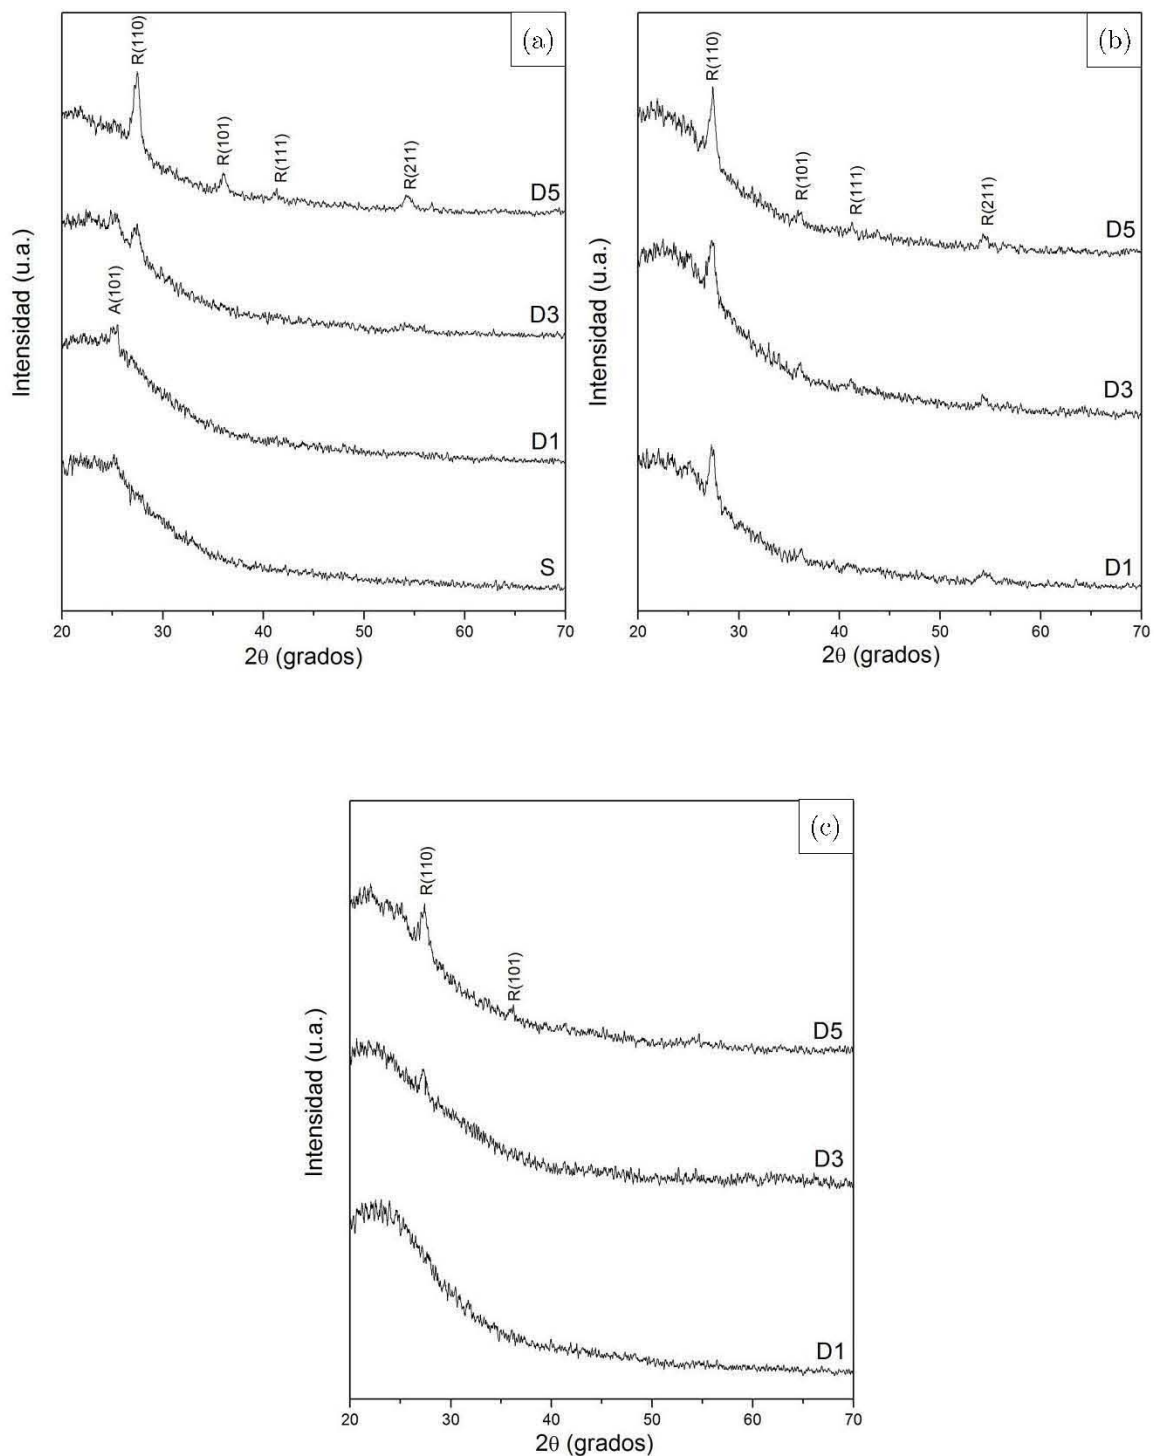 (a)
R(110)
R(101)
R(111)
R(211)
D5
D3
A(101)
D1
S
Intensidad (u.a.)
20 30 40 50 60 70
2θ (grados)
(b)
R(110)
R(101)
R(111)
R(211)
D5
D3
D1
Intensidad (u.a.)
20 30 40 50 60 70
2θ (grados)
(c)
R(110)
R(101)
D5
D3
D1
Intensidad (u.a.)
20 30 40 50 60 70
2θ (grados)